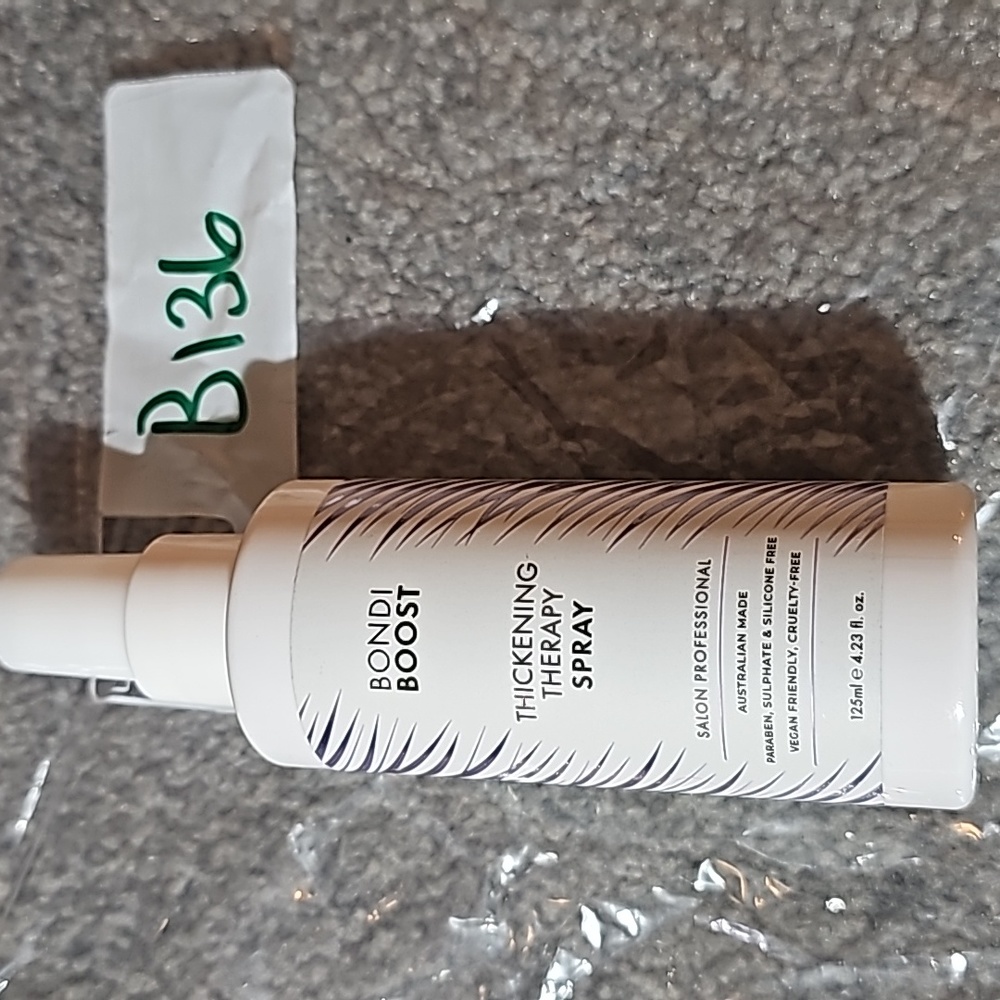 B136
BONDI
BOOST
THICKENING
THERAPY
SPRAY
SALON PROFESSIONAL
AUSTRALIAN MADE
PARABEN, SULPHATE & SILICONE FREE
VEGAN FRIENDLY, CRUELTY-FREE
125ml e 4.23 fl. oz.